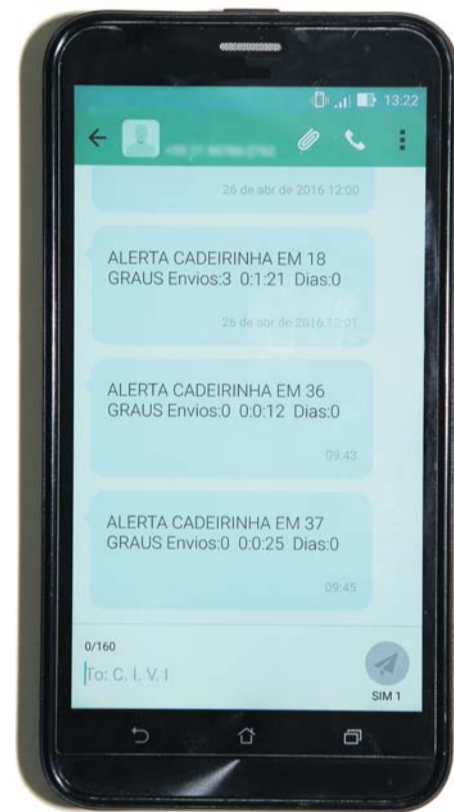 13:22
26 de abr de 2016 12:00
ALERTA CADEIRINHA EM 18
GRAUS Envios:3 0:1:21 Dias:0
26 de abr de 2016 12:01
ALERTA CADEIRINHA EM 36
GRAUS Envios:0 0:0:12 Dias:0
09:43
ALERTA CADEIRINHA EM 37
GRAUS Envios:0 0:0:25 Dias:0
09:45
0/160
To: C. I. V. I
SIM 1